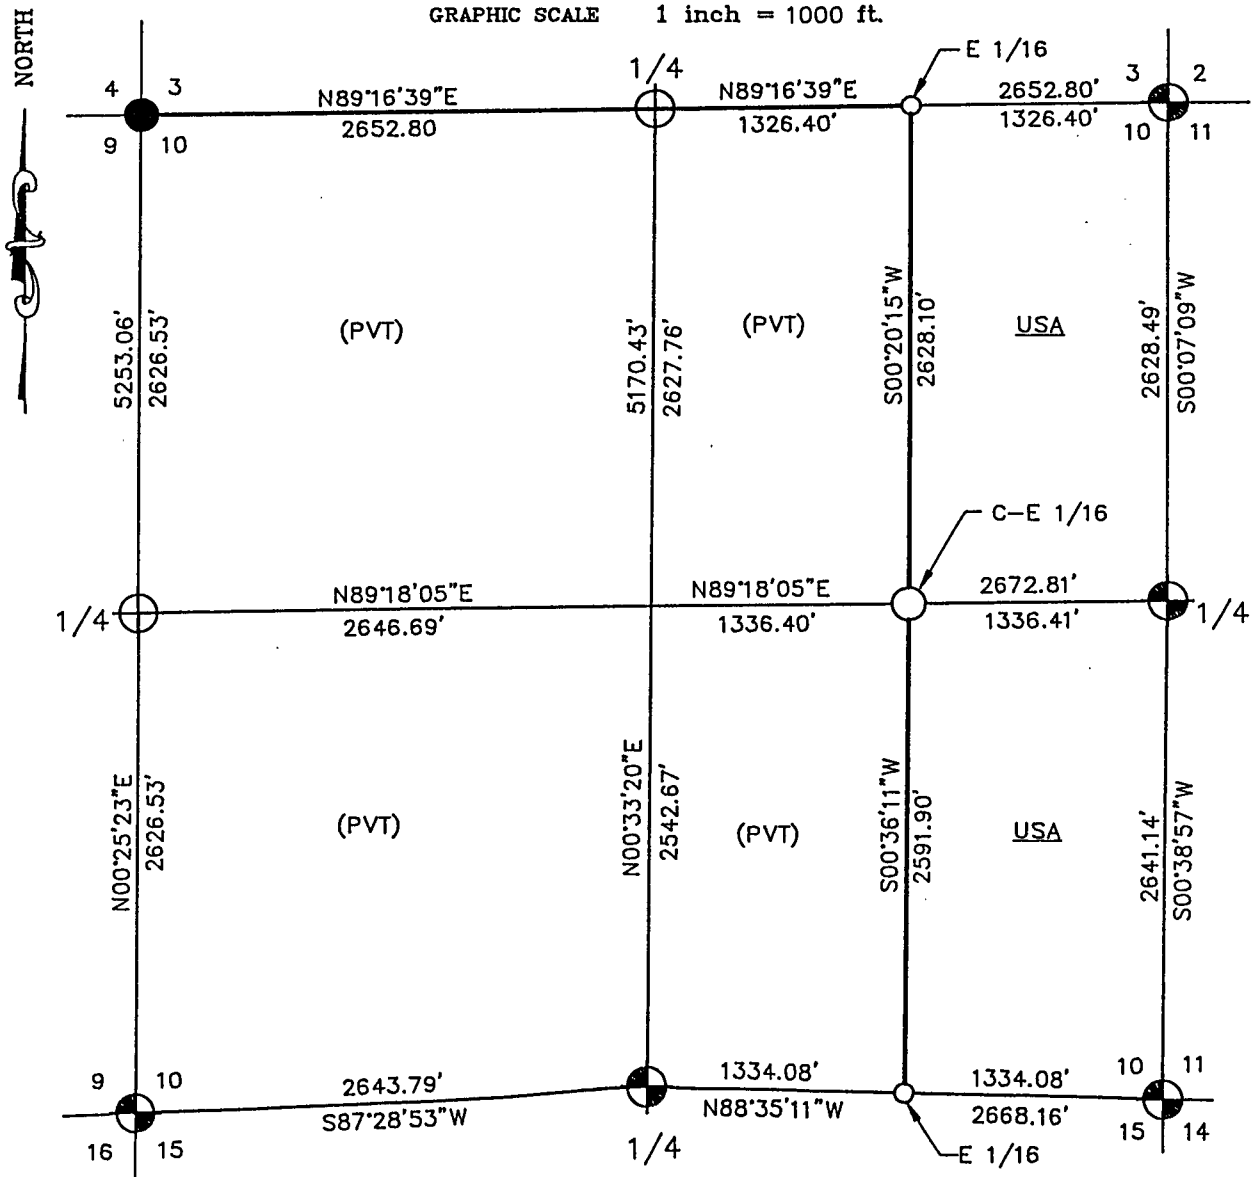 GRAPHIC SCALE 1 inch = 1000 ft.
NORTH
E 1/16
1/4
4 3
3 2
N89°16'39"E
N89°16'39"E
2652.80'
2652.80
1326.40'
1326.40'
9 10
10 11
5253.06'
2626.53'
(PVT)
5170.43'
2627.76'
(PVT)
S00°20'15"W
2628.10'
USA
2628.49'
S00°07'09"W
C-E 1/16
N89°18'05"E
N89°18'05"E
2672.81'
1/4
2646.69'
1336.40'
1336.41'
1/4
N00°25'23"E
2626.53'
(PVT)
N00°33'20"E
2542.67'
(PVT)
S00°36'11"W
2591.90'
USA
2641.14'
S00°38'57"W
9 10
2643.79'
1334.08'
1334.08'
10 11
S87°28'53"W
N88°35'11"W
2668.16'
16 15
15 14
1/4
E 1/16